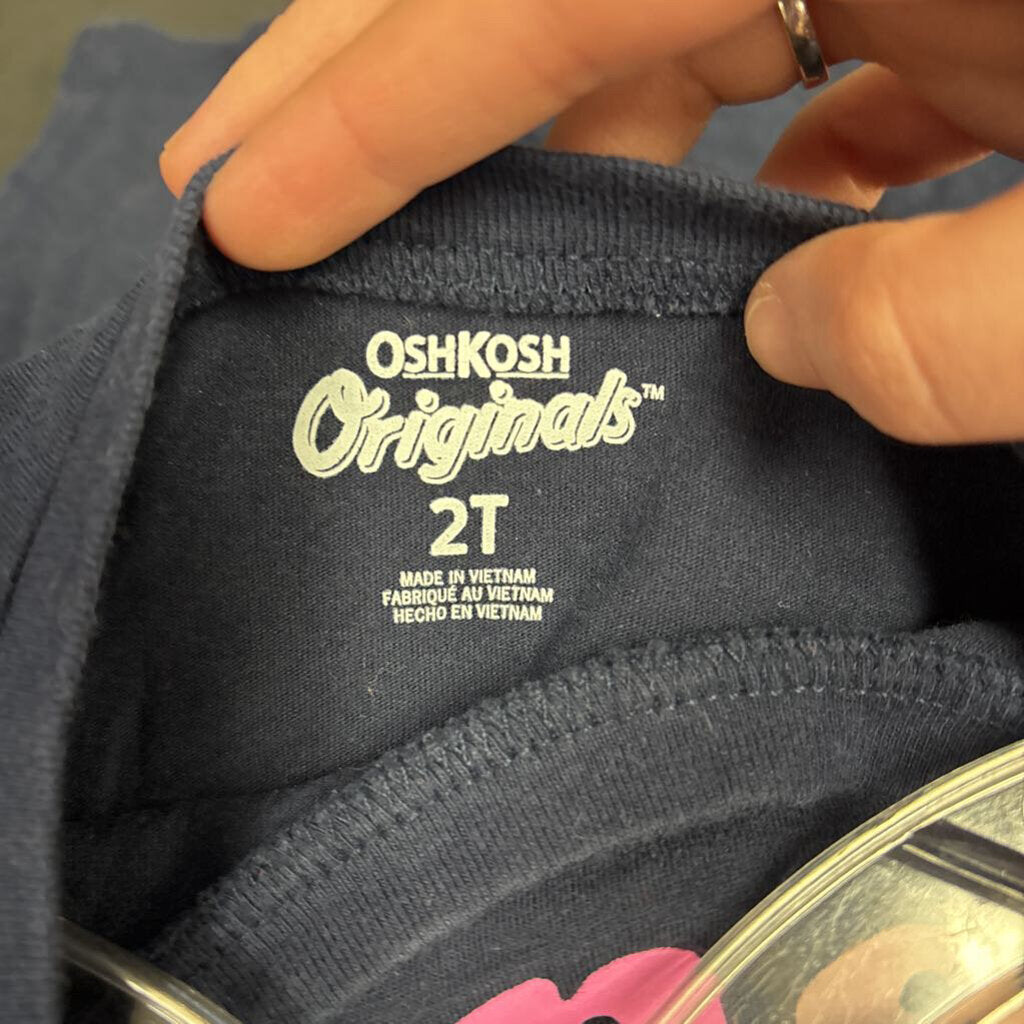 OSHKOSH
Originals™
2T
MADE IN VIETNAM
FABRIQUÉ AU VIETNAM
HECHO EN VIETNAM